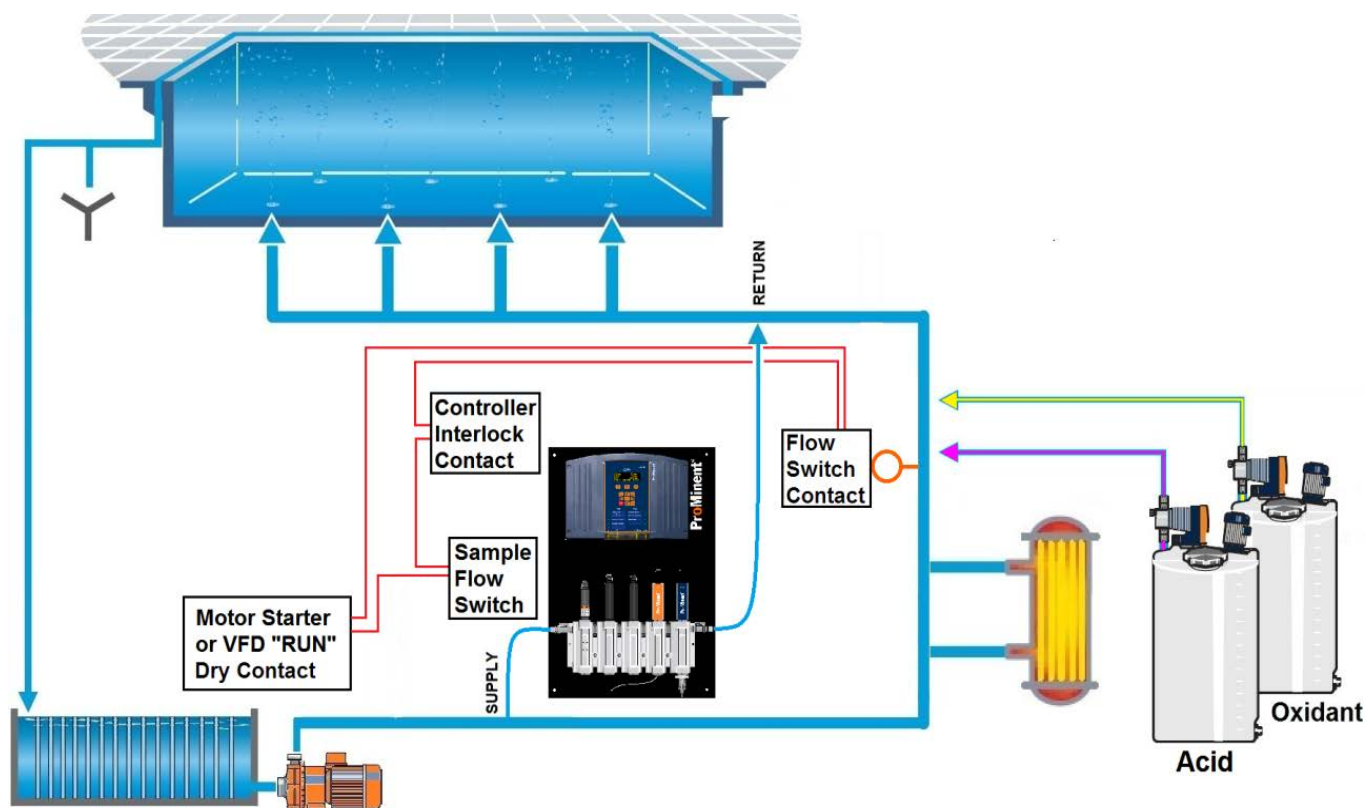 RETURN
Controller
Interlock
Contact
Flow
Switch
Contact
ProMinent
Sample
Flow
Switch
Motor Starter
or VFD "RUN"
Dry Contact
SUPPLY
Oxidant
Acid